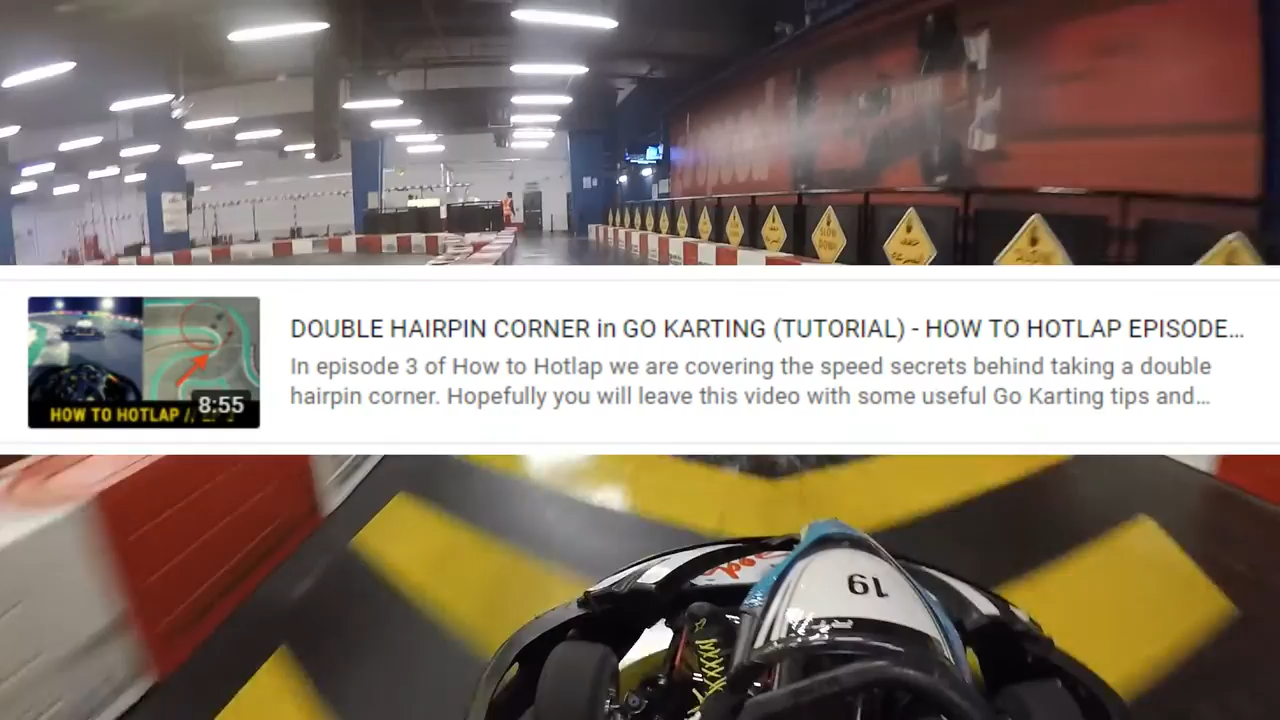 SLOW
DOWN
خفف
السرعة
DOUBLE HAIRPIN CORNER in GO KARTING (TUTORIAL) - HOW TO HOTLAP EPISODE...
In episode 3 of How to Hotlap we are covering the speed secrets behind taking a double
hairpin corner. Hopefully you will leave this video with some useful Go Karting tips and...
HOW TO HOTLAP //
8:55
19